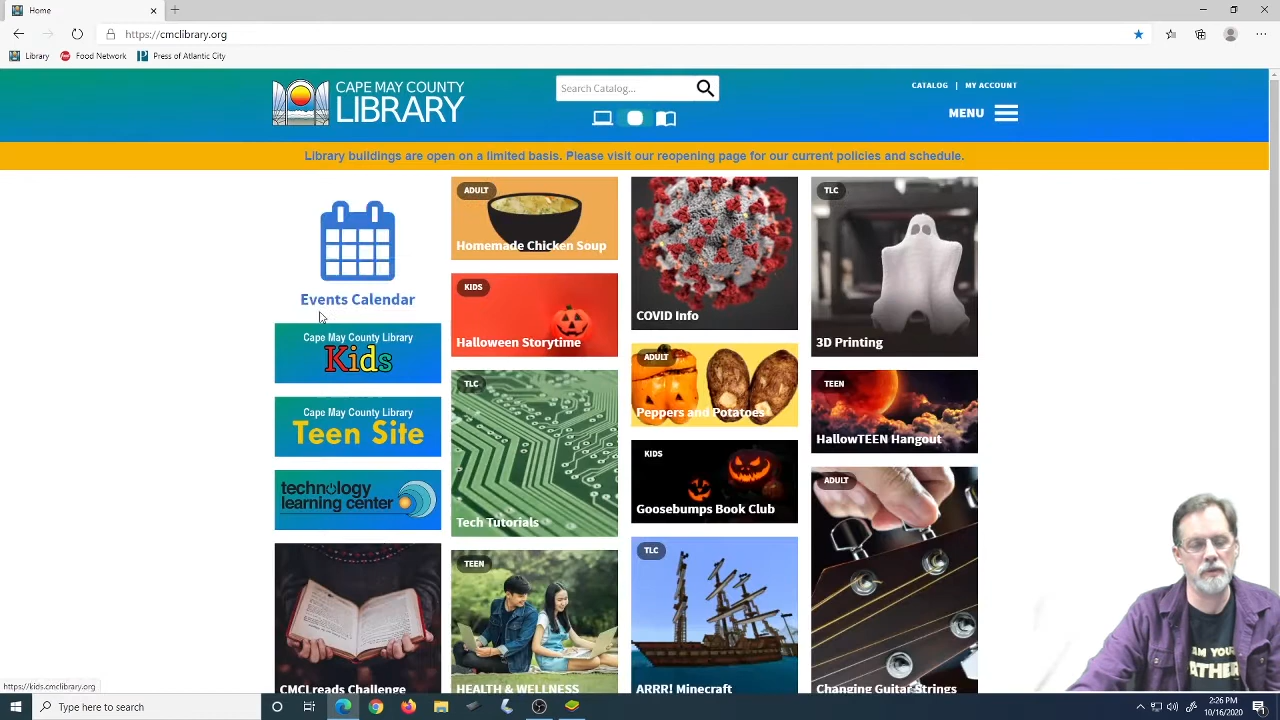 Home
https://cmclibrary.org
Library
Food Network
Press of Atlantic City
CAPE MAY COUNTY
LIBRARY
Search Catalog...
CATALOG | MY ACCOUNT
MENU
Library buildings are open on a limited basis. Please visit our reopening page for our current policies and schedule.
Events Calendar
Cape May County Library
Kids
Cape May County Library
Teen Site
technology
learning center
CMCl reads Challenge
ADULT
Homemade Chicken Soup
KIDS
Halloween Storytime
TLC
Tech Tutorials
TEEN
HEALTH & WELLNESS
COVID Info
ADULT
Peppers and Potatoes
KIDS
Goosebumps Book Club
TLC
ARRR! Minecraft
TLC
3D Printing
TEEN
HallowTEEN Hangout
ADULT
Changing Guitar Strings
AM YOUR
ATHER
https://kids.cmclibrary.org
Type here to search
2:26 PM
10/16/2020